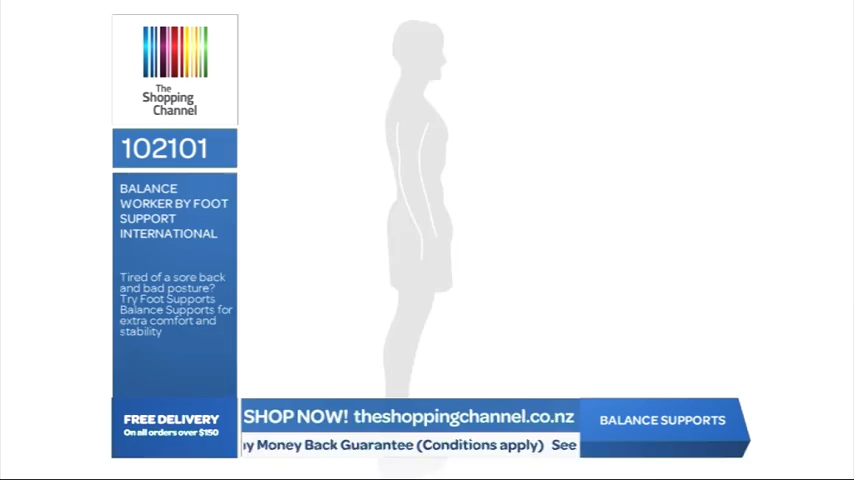 The
Shopping
Channel
102101
BALANCE
WORKER BY FOOT
SUPPORT
INTERNATIONAL
Tired of a sore back
and bad posture?
Try Foot Supports
Balance Supports for
extra comfort and
stability
FREE DELIVERY
On all orders over $150
SHOP NOW! theshoppingchannel.co.nz
Money Back Guarantee (Conditions apply) See
BALANCE SUPPORTS